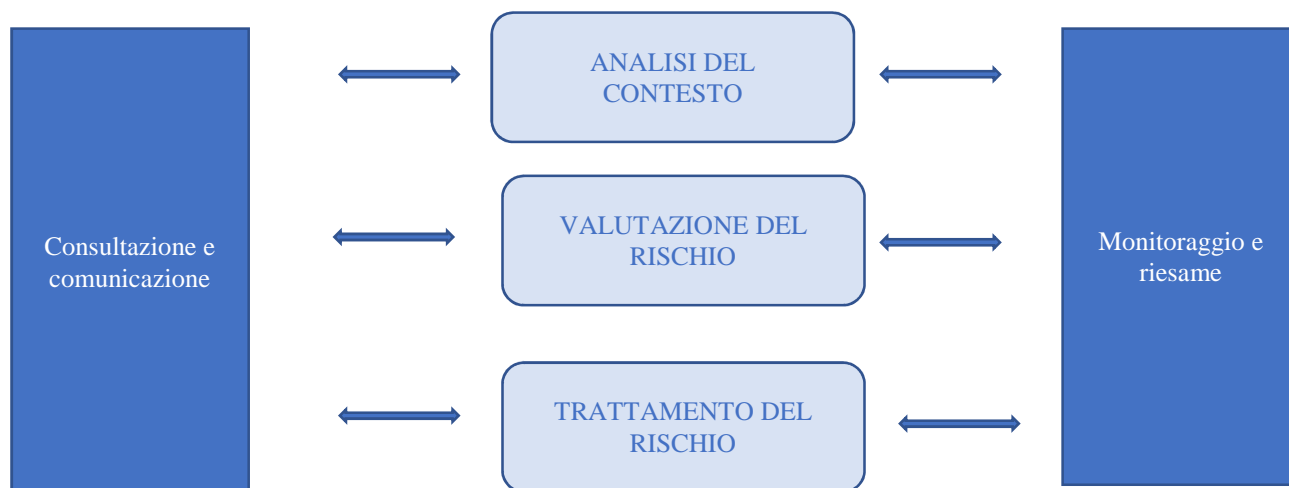 Consultazione e
comunicazione
ANALISI DEL
CONTESTO
VALUTAZIONE DEL
RISCHIO
TRATTAMENTO DEL
RISCHIO
Monitoraggio e
riesame